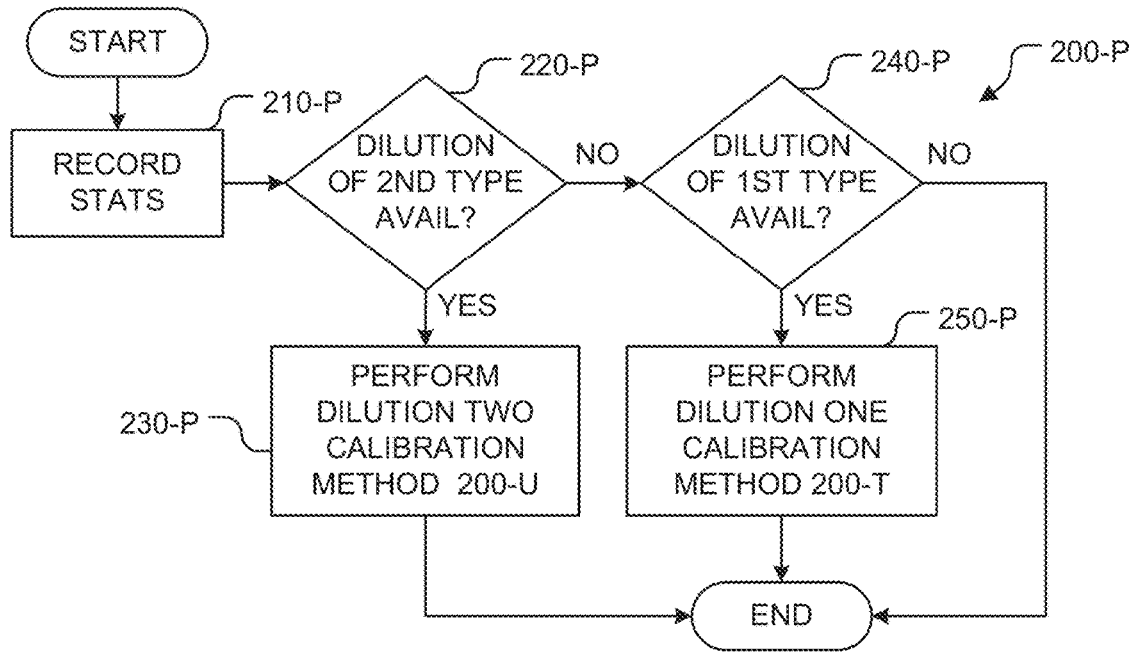 START
210-P
RECORD
STATS
220-P
DILUTION
OF 2ND TYPE
AVAIL?
NO
YES
240-P
DILUTION
OF 1ST TYPE
AVAIL?
NO
YES
200-P
230-P
PERFORM
DILUTION TWO
CALIBRATION
METHOD 200-U
250-P
PERFORM
DILUTION ONE
CALIBRATION
METHOD 200-T
END